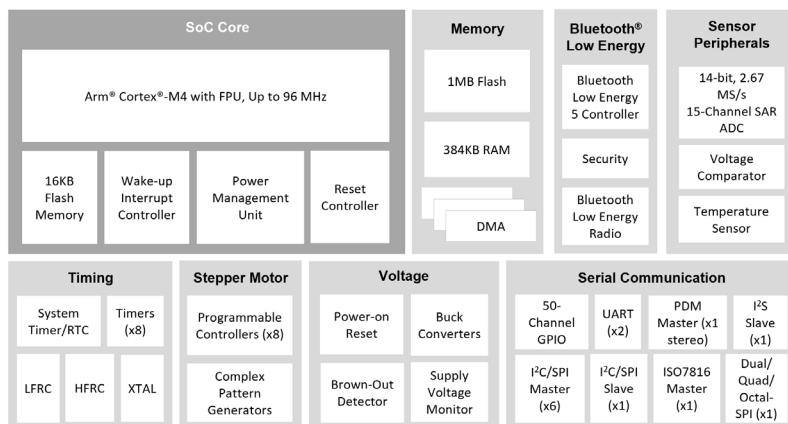 SoC Core
Arm® Cortex®-M4 with FPU, Up to 96 MHz
16KB
Flash
Memory
Wake-up
Interrupt
Controller
Power
Management
Unit
Reset
Controller
Memory
1MB Flash
384KB RAM
DMA
Bluetooth®
Low Energy
Bluetooth
Low Energy
5 Controller
Security
Bluetooth
Low Energy
Radio
Sensor
Peripherals
14-bit, 2.67
MS/s
15-Channel SAR
ADC
Voltage
Comparator
Temperature
Sensor
Timing
System
Timer/RTC
Timers
(x8)
LFRC
HFRC
XTAL
Stepper Motor
Programmable
Controllers (x8)
Complex
Pattern
Generators
Voltage
Power-on
Reset
Buck
Converters
Brown-Out
Detector
Supply
Voltage
Monitor
Serial Communication
50-
Channel
GPIO
UART
(x2)
PDM
Master (x1
stereo)
I²S
Slave
(x1)
I²C/SPI
Master
(x6)
I²C/SPI
Slave
(x1)
ISO7816
Master
(x1)
Dual/
Quad/
Octal-
SPI (x1)